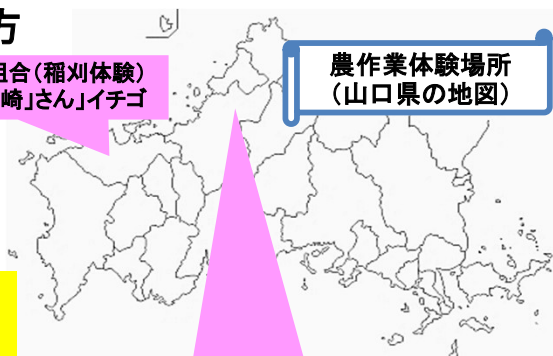 方
組合（稲刈体験）
崎」さん」イチゴ
農作業体験場所
（山口県の地図）